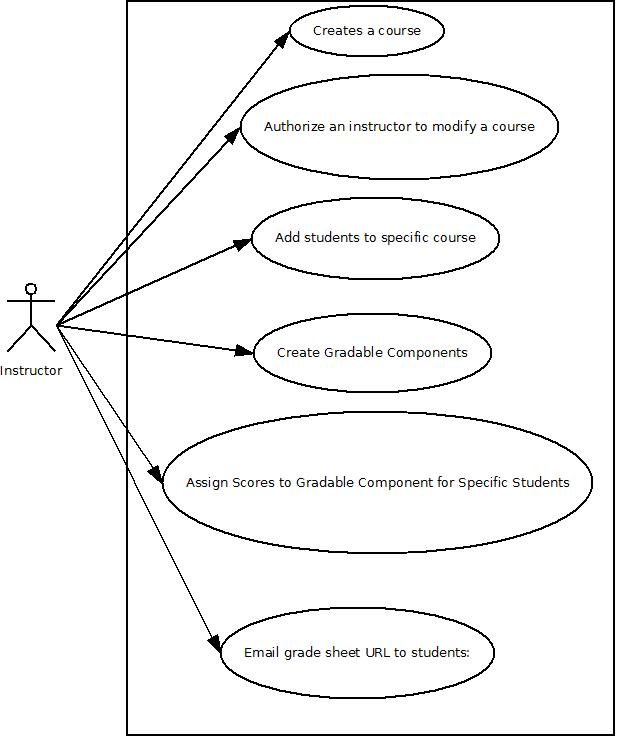 Creates a course
Authorize an instructor to modify a course
Add students to specific course
Instructor
Create Gradable Components
Assign Scores to Gradable Component for Specific Students
Email grade sheet URL to students: